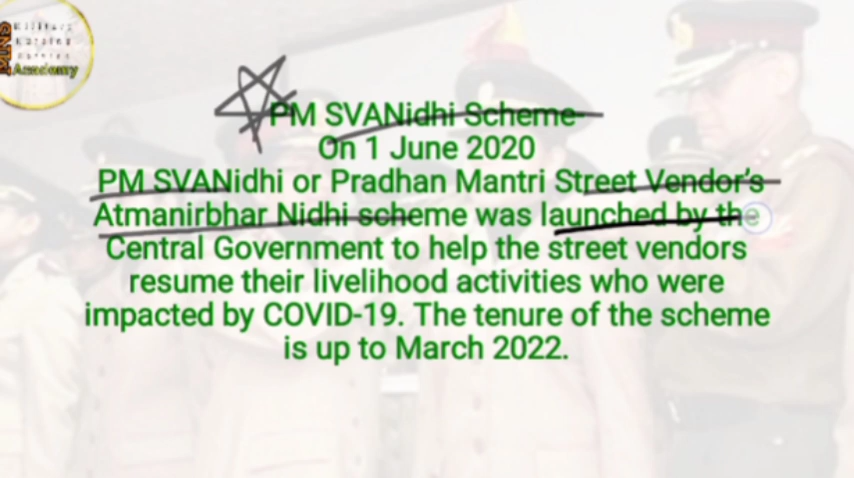 Academy
PM SVANidhi Scheme-
On 1 June 2020
PM SVANidhi or Pradhan Mantri Street Vendor's
Atmanirbhar Nidhi scheme was launched by the
Central Government to help the street vendors
resume their livelihood activities who were
impacted by COVID-19. The tenure of the scheme
is up to March 2022.